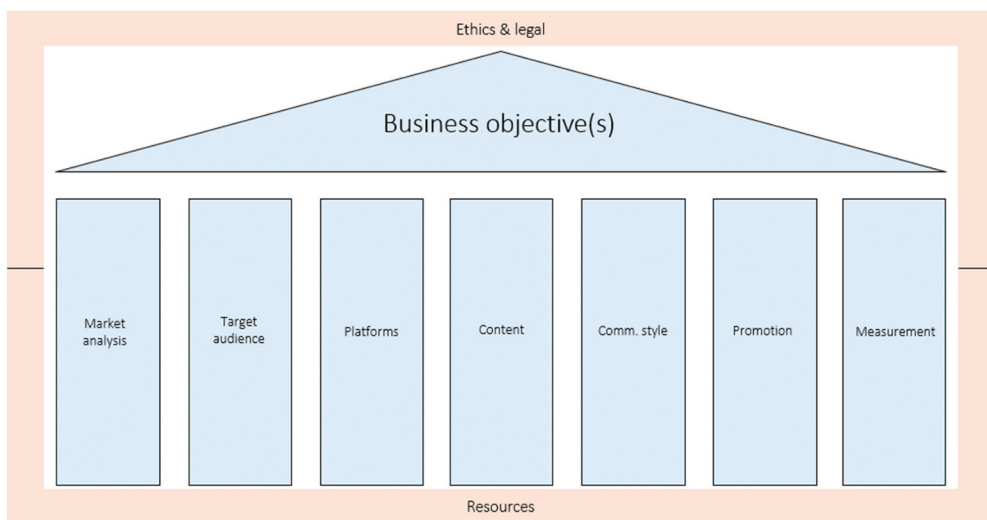 Ethics & legal
Business objective(s)
Market
analysis
Target
audience
Platforms
Content
Comm. style
Promotion
Measurement
Resources